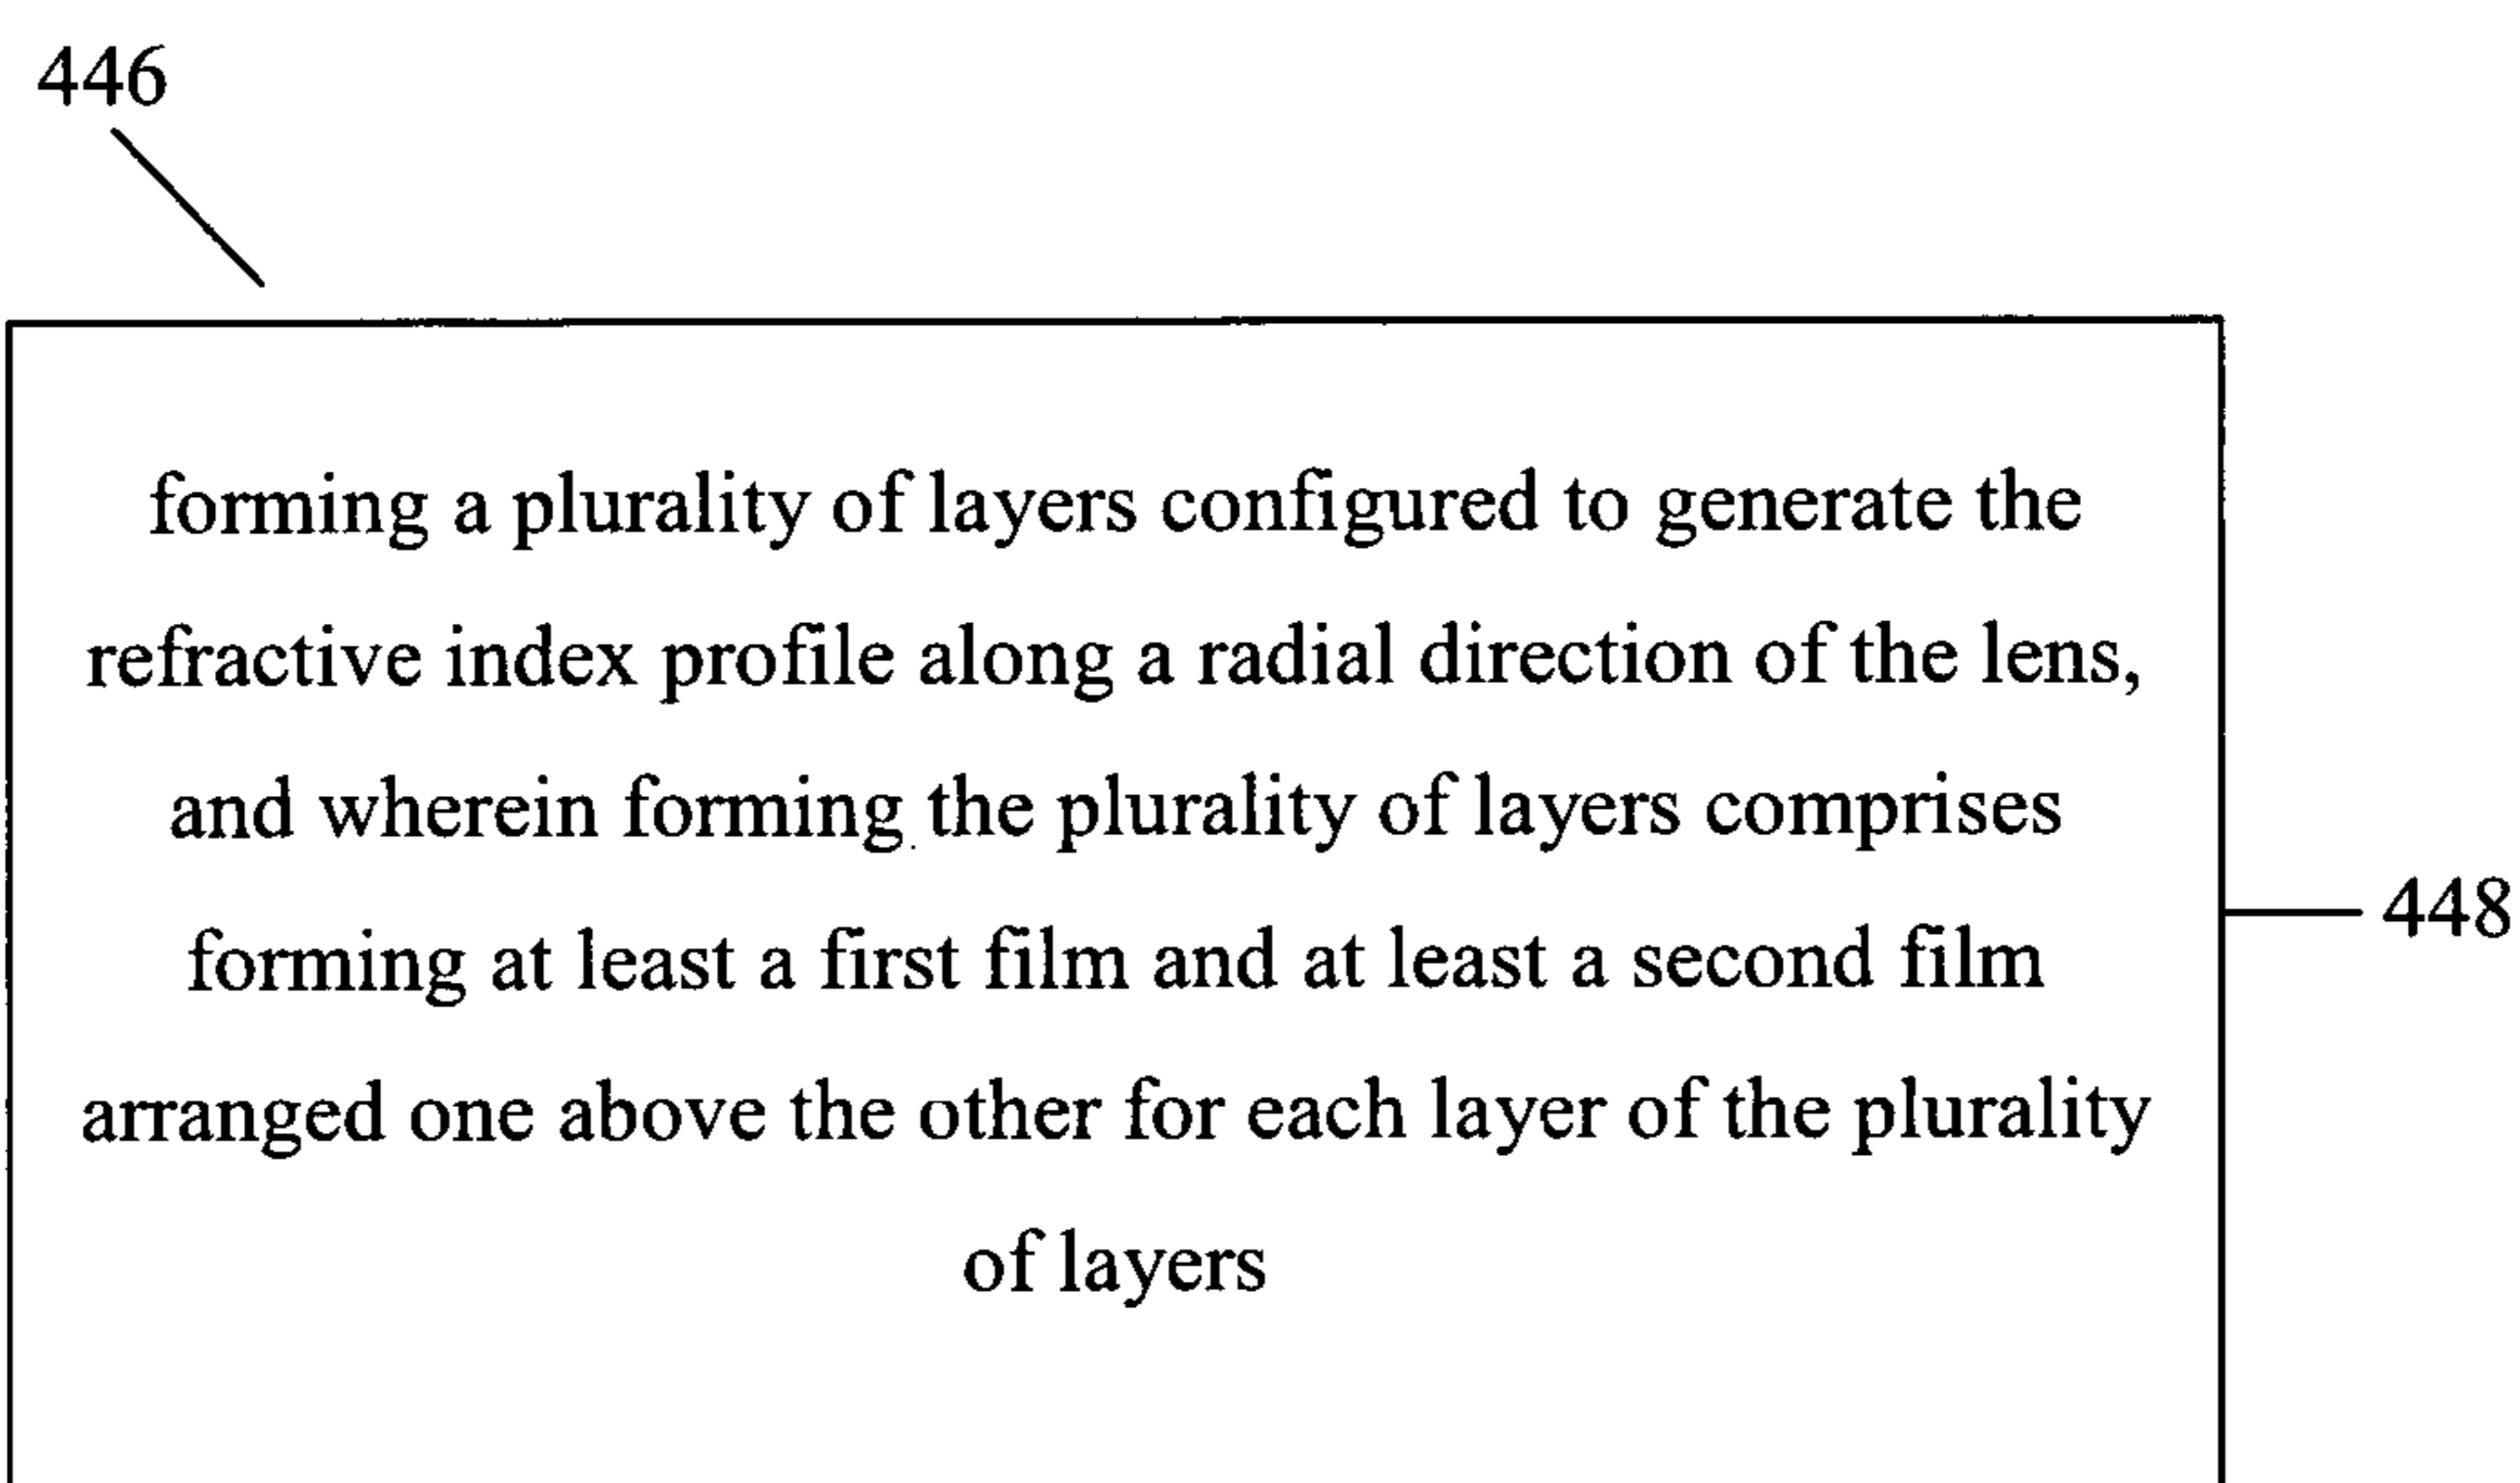 446
forming a plurality of layers configured to generate the
refractive index profile along a radial direction of the lens,
and wherein forming the plurality of layers comprises
forming at least a first film and at least a second film
arranged one above the other for each layer of the plurality
of layers
448